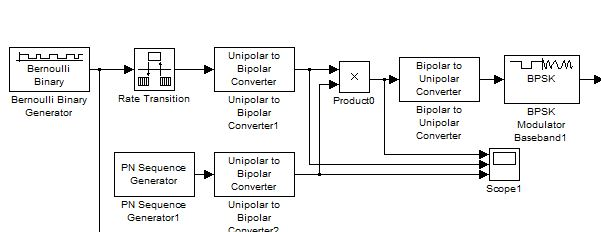 Bernoulli
Binary
Bernoulli Binary
Generator
Rate Transition
Unipolar to
Bipolar
Converter
Unipolar to
Bipolar
Converter1
×
Product0
Bipolar to
Unipolar
Converter
Bipolar to
Unipolar
Converter
BPSK
BPSK
Modulator
Baseband1
PN Sequence
Generator
PN Sequence
Generator1
Unipolar to
Bipolar
Converter
Unipolar to
Bipolar
Converter2
Scope1